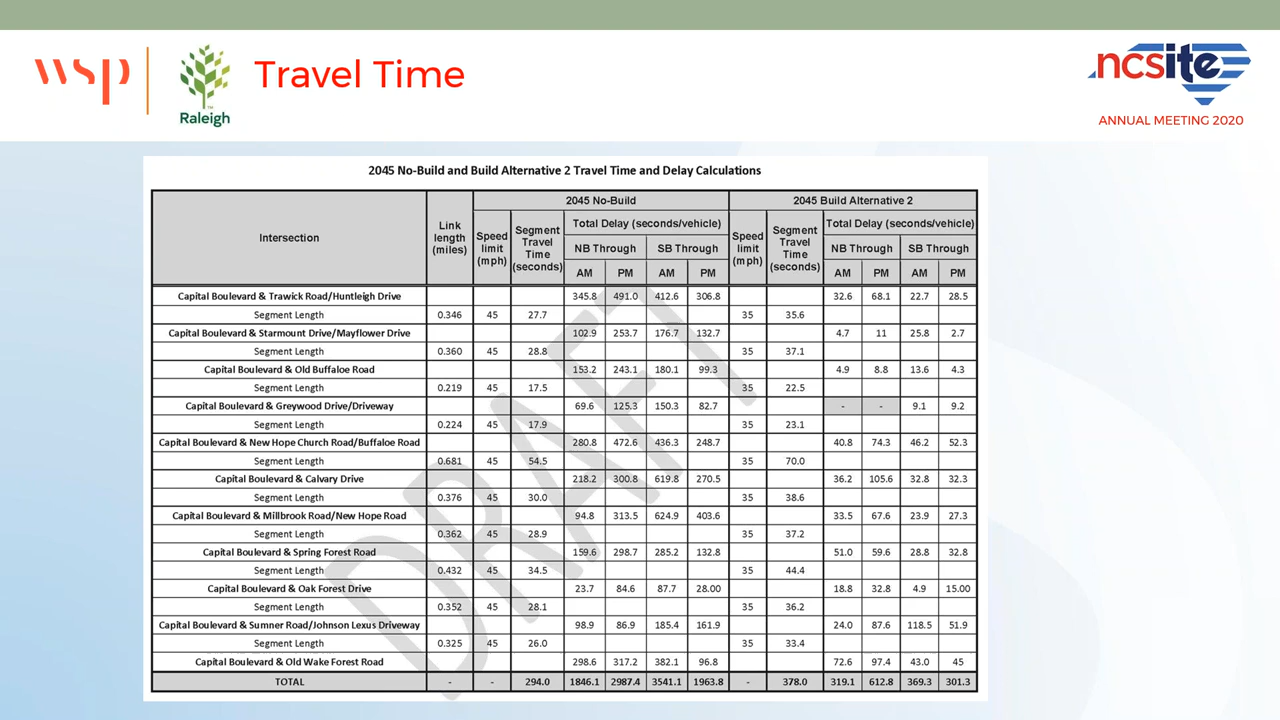 wsp
Raleigh
TM
Travel Time
ncsite
ANNUAL MEETING 2020
2045 No-Build and Build Alternative 2 Travel Time and Delay Calculations
Intersection Link length (miles) 2045 No-Build 2045 Build Alternative 2
Speed limit (mph) Segment Travel Time (seconds) Total Delay (seconds/vehicle) Speed limit (mph) Segment Travel Time (seconds) Total Delay (seconds/vehicle)
NB Through SB Through NB Through SB Through
AM PM AM PM AM PM AM PM
Capital Boulevard & Trawick Road/Huntleigh Drive 345.8 491.0 412.6 306.8 32.6 68.1 22.7 28.5
Segment Length 0.346 45 27.7 35 35.6
Capital Boulevard & Starmount Drive/Mayflower Drive 102.9 253.7 176.7 132.7 4.7 11 25.8 2.7
Segment Length 0.360 45 28.8 35 37.1
Capital Boulevard & Old Buffaloe Road 153.2 243.1 180.1 99.3 4.9 8.8 13.6 4.3
Segment Length 0.219 45 17.5 35 22.5
Capital Boulevard & Greywood Drive/Driveway 69.6 125.3 150.3 82.7 - - 9.1 9.2
Segment Length 0.224 45 17.9 35 23.1
Capital Boulevard & New Hope Church Road/Buffaloe Road 280.8 472.6 436.3 248.7 40.8 74.3 46.2 52.3
Segment Length 0.681 45 54.5 35 70.0
Capital Boulevard & Calvary Drive 218.2 300.8 619.8 270.5 36.2 105.6 32.8 32.3
Segment Length 0.376 45 30.0 35 38.6
Capital Boulevard & Millbrook Road/New Hope Road 94.8 313.5 624.9 403.6 33.5 67.6 23.9 27.3
Segment Length 0.362 45 28.9 35 37.2
Capital Boulevard & Spring Forest Road 159.6 298.7 285.2 132.8 51.0 59.6 28.8 32.8
Segment Length 0.432 45 34.5 35 44.4
Capital Boulevard & Oak Forest Drive 23.7 84.6 87.7 28.00 18.8 32.8 4.9 15.00
Segment Length 0.352 45 28.1 35 36.2
Capital Boulevard & Sumner Road/Johnson Lexus Driveway 98.9 86.9 185.4 161.9 24.0 87.6 118.5 51.9
Segment Length 0.325 45 26.0 35 33.4
Capital Boulevard & Old Wake Forest Road 298.6 317.2 382.1 96.8 72.6 97.4 43.0 45
TOTAL - - 294.0 1846.1 2987.4 3541.1 1963.8 - 378.0 319.1 612.8 369.3 301.3
DRAFT